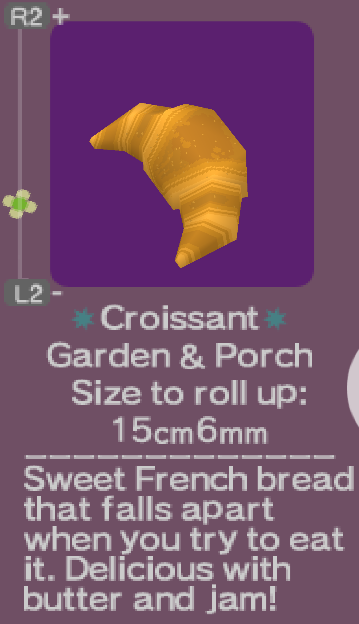 R2 +
L2 -
Croissant
Garden & Porch
Size to roll up:
15cm6mm
Sweet French bread
that falls apart
when you try to eat
it. Delicious with
butter and jam!